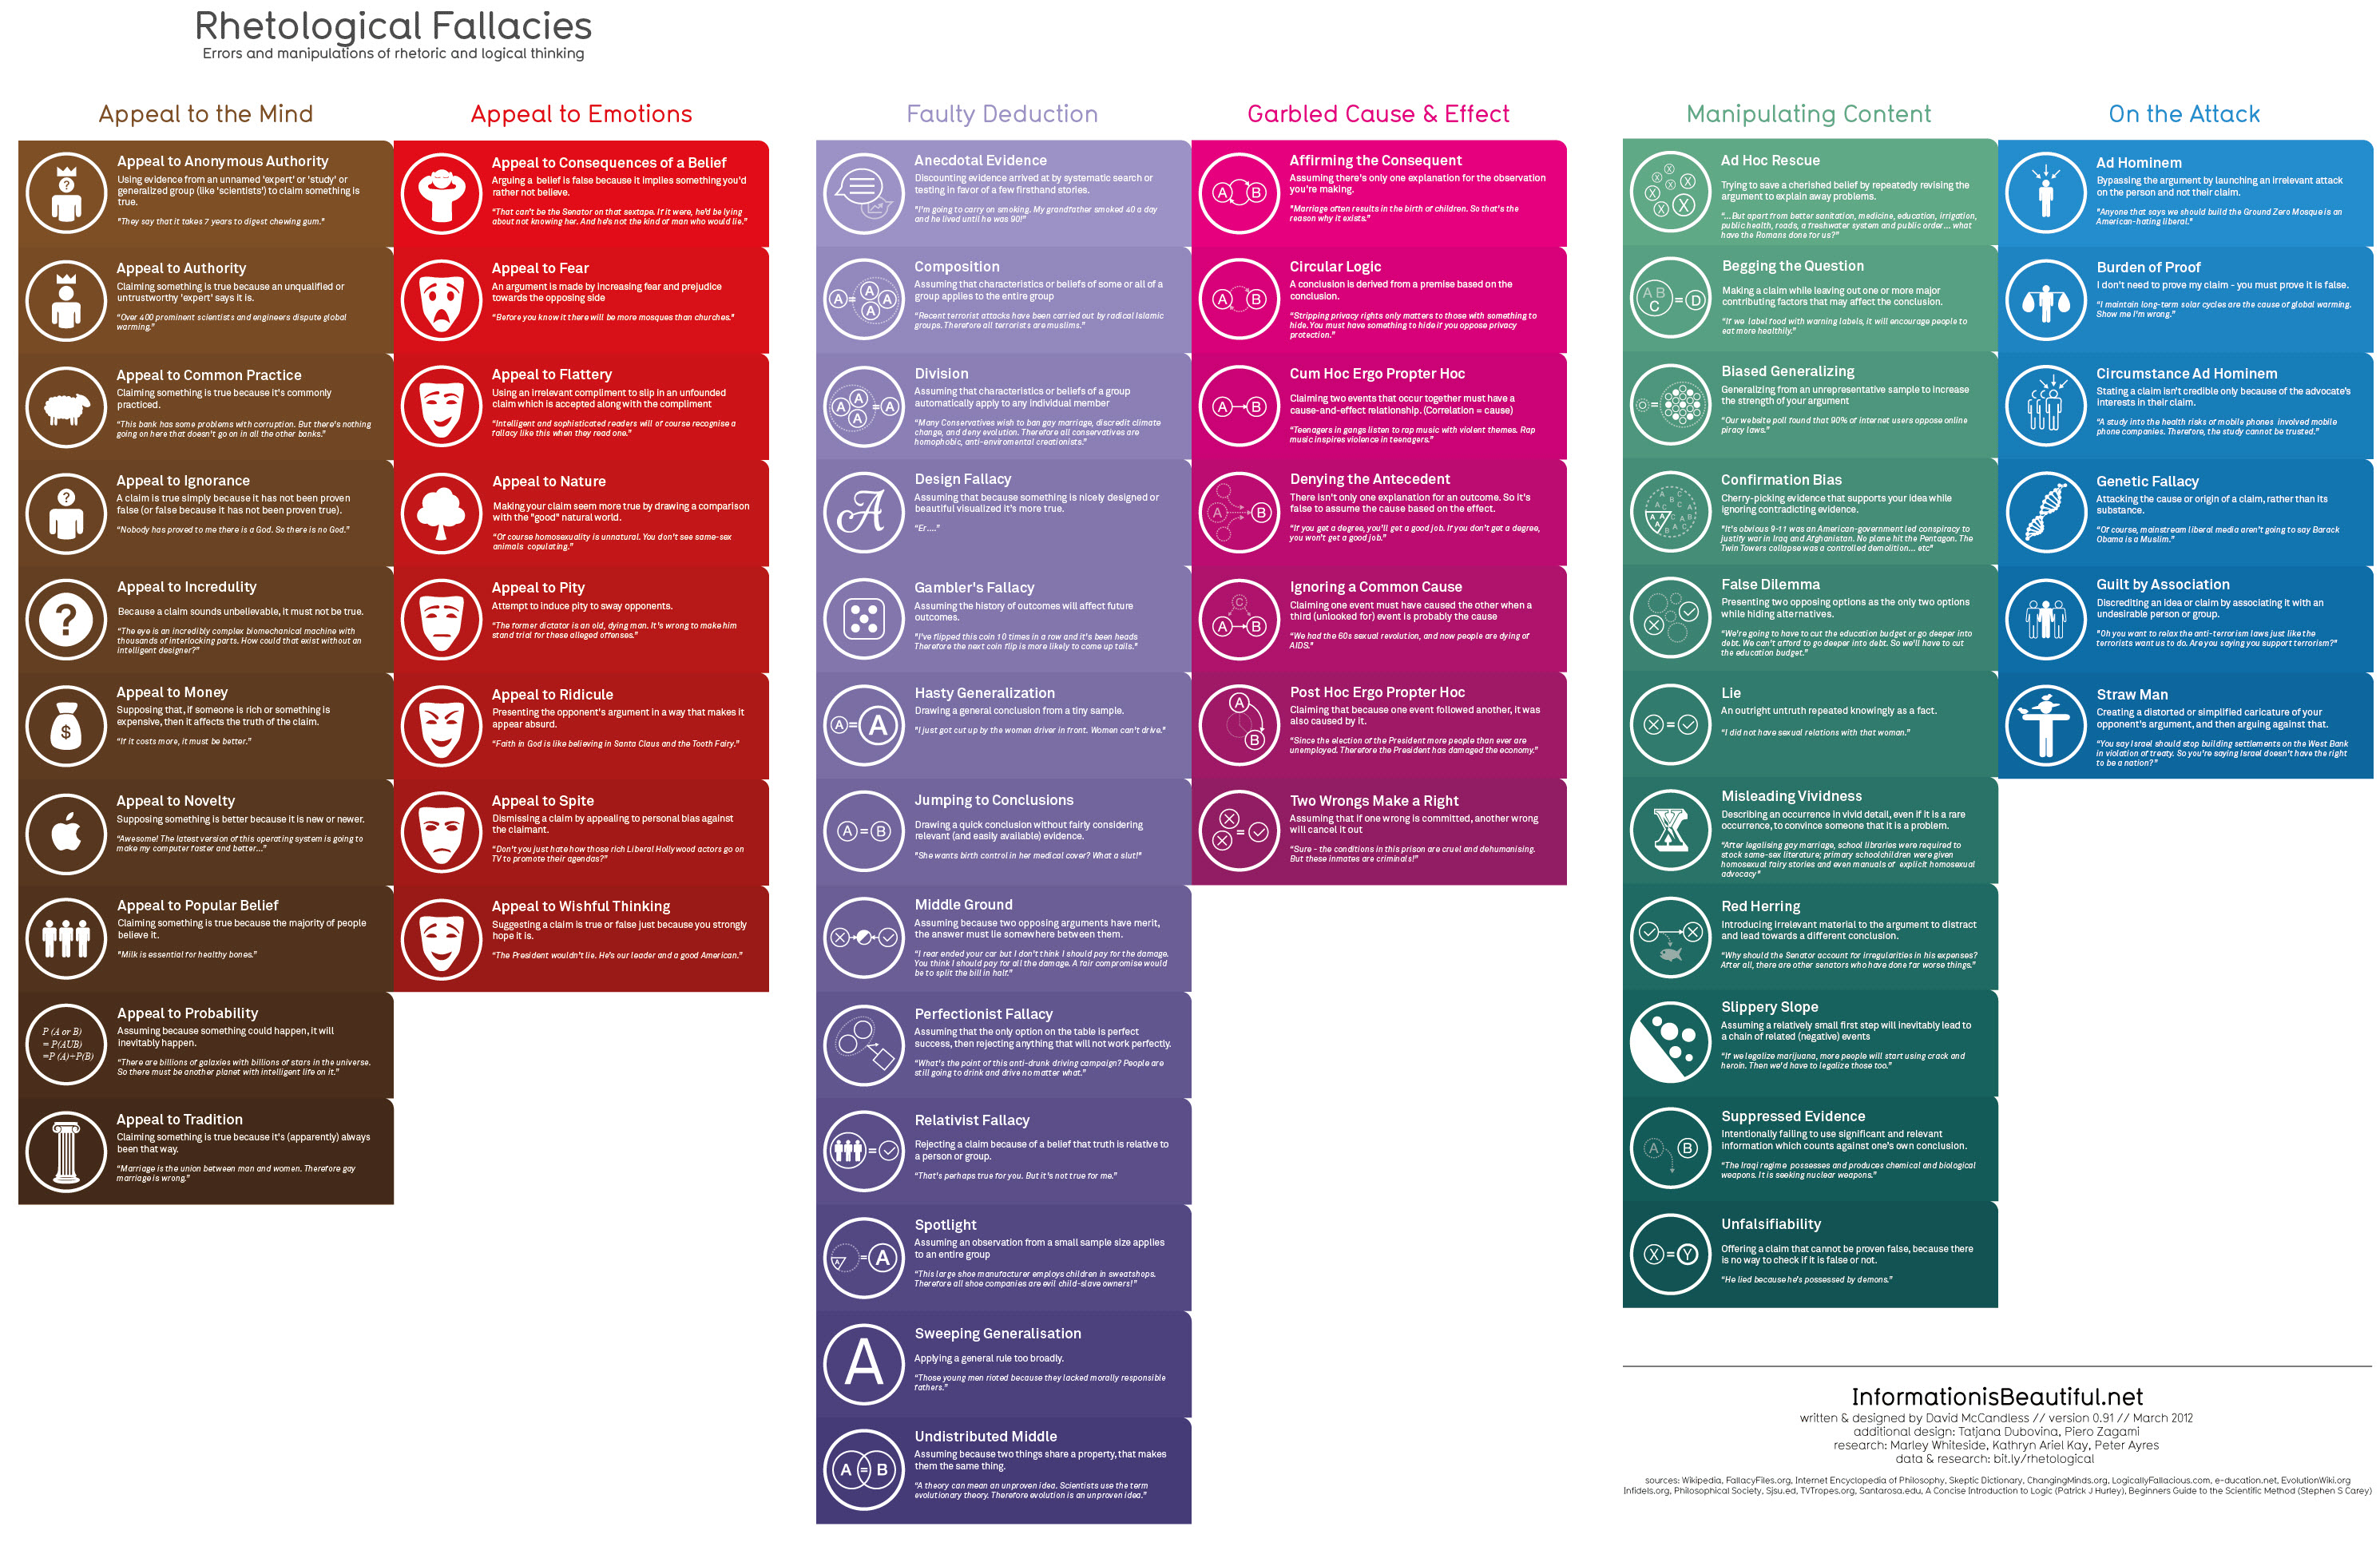 Rhetological Fallacies
Errors and manipulations of rhetoric and logical thinking
Appeal to the Mind
Appeal to Anonymous Authority
Using evidence from an unnamed 'expert' or 'study' or
generalized group (like 'scientists') to claim something is
true.
"They say that it takes 7 years to digest chewing gum."
Appeal to Authority
Claiming something is true because an unqualified or
untrustworthy 'expert' says it is.
"Over 400 prominent scientists and engineers dispute global
warming."
Appeal to Common Practice
Claiming something is true because it's commonly
practiced.
"This bank has some problems with corruption. But there's nothing
going on here that doesn't go on in all the other banks."
?
Appeal to Ignorance
A claim is true simply because it has not been proven
false (or false because it has not been proven true).
"Nobody has proved to me there is a God. So there is no God."
?
Appeal to Incredulity
Because a claim sounds unbelievable, it must not be true.
"The eye is an incredibly complex biomechanical machine with
thousands of interlocking parts. How could that exist without an
intelligent designer?"
$
Appeal to Money
Supposing that, if someone is rich or something is
expensive, then it affects the truth of the claim.
"If it costs more, it must be better."
Appeal to Novelty
Supposing something is better because it is new or newer.
"Awesome! The latest version of this operating system is going to
make my computer faster and better..."
Appeal to Popular Belief
Claiming something is true because the majority of people
believe it.
"Milk is essential for healthy bones."
P (A or B)
= P(AUB)
=P (A)+P(B)
Appeal to Probability
Assuming because something could happen, it will
inevitably happen.
"There are billions of galaxies with billions of stars in the universe.
So there must be another planet with intelligent life on it."
Appeal to Tradition
Claiming something is true because it's (apparently) always
been that way.
"Marriage is the union between man and women. Therefore gay
marriage is wrong."
Appeal to Emotions
Appeal to Consequences of a Belief
Arguing a belief is false because it implies something you'd
rather not believe.
"That can't be the Senator on that sextape. If it were, he'd be lying
about not knowing her. And he's not the kind of man who would lie."
Appeal to Fear
An argument is made by increasing fear and prejudice
towards the opposing side
"Before you know it there will be more mosques than churches."
Appeal to Flattery
Using an irrelevant compliment to slip in an unfounded
claim which is accepted along with the compliment
"Intelligent and sophisticated readers will of course recognise a
fallacy like this when they read one."
Appeal to Nature
Making your claim seem more true by drawing a comparison
with the "good" natural world.
"Of course homosexuality is unnatural. You don't see same-sex
animals copulating."
Appeal to Pity
Attempt to induce pity to sway opponents.
"The former dictator is an old, dying man. It's wrong to make him
stand trial for these alleged offenses."
Appeal to Ridicule
Presenting the opponent's argument in a way that makes it
appear absurd.
"Faith in God is like believing in Santa Claus and the Tooth Fairy."
Appeal to Spite
Dismissing a claim by appealing to personal bias against
the claimant.
"Don't you just hate how those rich Liberal Hollywood actors go on
TV to promote their agendas?"
Appeal to Wishful Thinking
Suggesting a claim is true or false just because you strongly
hope it is.
"The President wouldn't lie. He's our leader and a good American."
Faulty Deduction
Anecdotal Evidence
Discounting evidence arrived at by systematic search or
testing in favor of a few firsthand stories.
"I'm going to carry on smoking. My grandfather smoked 40 a day
and he lived until he was 90!"
Composition
Assuming that characteristics or beliefs of some or all of a
group applies to the entire group
"Recent terrorist attacks have been carried out by radical Islamic
groups. Therefore all terrorists are muslims."
Division
Assuming that characteristics or beliefs of a group
automatically apply to any individual member
"Many Conservatives wish to ban gay marriage, discredit climate
change, and deny evolution. Therefore all conservatives are
homophobic, anti-enviromental creationists."
Design Fallacy
Assuming that because something is nicely designed or
beautiful visualized it's more true.
"Er...."
Gambler's Fallacy
Assuming the history of outcomes will affect future
outcomes.
"I've flipped this coin 10 times in a row and it's been heads
Therefore the next coin flip is more likely to come up tails."
A=A
Hasty Generalization
Drawing a general conclusion from a tiny sample.
"I just got cut up by the women driver in front. Women can't drive."
A=B
Jumping to Conclusions
Drawing a quick conclusion without fairly considering
relevant (and easily available) evidence.
"She wants birth control in her medical cover? What a slut!"
Middle Ground
Assuming because two opposing arguments have merit,
the answer must lie somewhere between them.
"I rear ended your car but I don't think I should pay for the damage.
You think I should pay for all the damage. A fair compromise would
be to split the bill in half."
Perfectionist Fallacy
Assuming that the only option on the table is perfect
success, then rejecting anything that will not work perfectly.
"What's the point of this anti-drunk driving campaign? People are
still going to drink and drive no matter what."
Relativist Fallacy
Rejecting a claim because of a belief that truth is relative to
a person or group.
"That's perhaps true for you. But it's not true for me."
Spotlight
Assuming an observation from a small sample size applies
to an entire group
"This large shoe manufacturer employs children in sweatshops.
Therefore all shoe companies are evil child-slave owners!"
A
Sweeping Generalisation
Applying a general rule too broadly.
"Those young men rioted because they lacked morally responsible
fathers."
A = B
Undistributed Middle
Assuming because two things share a property, that makes
them the same thing.
"A theory can mean an unproven idea. Scientists use the term
evolutionary theory. Therefore evolution is an unproven idea."
Garbled Cause & Effect
A B
Affirming the Consequent
Assuming there's only one explanation for the observation
you're making.
"Marriage often results in the birth of children. So that's the
reason why it exists."
A B
Circular Logic
A conclusion is derived from a premise based on the
conclusion.
"Stripping privacy rights only matters to those with something to
hide. You must have something to hide if you oppose privacy
protection."
A B
Cum Hoc Ergo Propter Hoc
Claiming two events that occur together must have a
cause-and-effect relationship. (Correlation = cause)
"Teenagers in gangs listen to rap music with violent themes. Rap
music inspires violence in teenagers."
A B
Denying the Antecedent
There isn't only one explanation for an outcome. So it's
false to assume the cause based on the effect.
"If you get a degree, you'll get a good job. If you don't get a degree,
you won't get a good job."
C
A B
Ignoring a Common Cause
Claiming one event must have caused the other when a
third (unlooked for) event is probably the cause
"We had the 60s sexual revolution, and now people are dying of
AIDS."
A
B
Post Hoc Ergo Propter Hoc
Claiming that because one event followed another, it was
also caused by it.
"Since the election of the President more people than ever are
unemployed. Therefore the President has damaged the economy."
Two Wrongs Make a Right
Assuming that if one wrong is committed, another wrong
will cancel it out
"Sure - the conditions in this prison are cruel and dehumanising.
But these inmates are criminals!"
Manipulating Content
Ad Hoc Rescue
Trying to save a cherished belief by repeatedly revising the
argument to explain away problems.
"...But apart from better sanitation, medicine, education, irrigation,
public health, roads, a freshwater system and public order... what
have the Romans done for us?"
A B
C = D
Begging the Question
Making a claim while leaving out one or more major
contributing factors that may affect the conclusion.
"If we label food with warning labels, it will encourage people to
eat more healthily."
Biased Generalizing
Generalizing from an unrepresentative sample to increase
the strength of your argument
"Our website poll found that 90% of internet users oppose online
piracy laws."
Confirmation Bias
Cherry-picking evidence that supports your idea while
ignoring contradicting evidence.
"It's obvious 9-11 was an American-government led conspiracy to
justify war in Iraq and Afghanistan. No plane hit the Pentagon. The
Twin Towers collapse was a controlled demolition... etc"
False Dilemma
Presenting two opposing options as the only two options
while hiding alternatives.
"We're going to have to cut the education budget or go deeper into
debt. We can't afford to go deeper into debt. So we'll have to cut
the education budget."
Lie
An outright untruth repeated knowingly as a fact.
"I did not have sexual relations with that woman."
Misleading Vividness
Describing an occurrence in vivid detail, even if it is a rare
occurrence, to convince someone that it is a problem.
"After legalising gay marriage, school libraries were required to
stock same-sex literature; primary schoolchildren were given
homosexual fairy stories and even manuals of explicit homosexual
advocacy"
Red Herring
Introducing irrelevant material to the argument to distract
and lead towards a different conclusion.
"Why should the Senator account for irregularities in his expenses?
After all, there are other senators who have done far worse things."
Slippery Slope
Assuming a relatively small first step will inevitably lead to
a chain of related (negative) events
"If we legalize marijuana, more people will start using crack and
heroin. Then we'd have to legalize those too."
A B
Suppressed Evidence
Intentionally failing to use significant and relevant
information which counts against one's own conclusion.
"The Iraqi regime possesses and produces chemical and biological
weapons. It is seeking nuclear weapons."
X=Y
Unfalsifiability
Offering a claim that cannot be proven false, because there
is no way to check if it is false or not.
"He lied because he's possessed by demons."
On the Attack
Ad Hominem
Bypassing the argument by launching an irrelevant attack
on the person and not their claim.
"Anyone that says we should build the Ground Zero Mosque is an
American-hating liberal."
Burden of Proof
I don't need to prove my claim - you must prove it is false.
"I maintain long-term solar cycles are the cause of global warming.
Show me I'm wrong."
Circumstance Ad Hominem
Stating a claim isn't credible only because of the advocate's
interests in their claim.
"A study into the health risks of mobile phones involved mobile
phone companies. Therefore, the study cannot be trusted."
Genetic Fallacy
Attacking the cause or origin of a claim, rather than its
substance.
"Of course, mainstream liberal media aren't going to say Barack
Obama is a Muslim."
Guilt by Association
Discrediting an idea or claim by associating it with an
undesirable person or group.
"Oh you want to relax the anti-terrorism laws just like the
terrorists want us to do. Are you saying you support terrorism?"
Straw Man
Creating a distorted or simplified caricature of your
opponent's argument, and then arguing against that.
"You say Israel should stop building settlements on the West Bank
in violation of treaty. So you're saying Israel doesn't have the right
to be a nation?"
InformationisBeautiful.net
written & designed by David McCandless // version 0.91 // March 2012
additional design: Tatjana Dubovina, Piero Zagami
research: Marley Whiteside, Kathryn Ariel Kay, Peter Ayres
data & research: bit.ly/rhetological
sources: Wikipedia, FallacyFiles.org, Internet Encyclopedia of Philosophy, Skeptic Dictionary, ChangingMinds.org, LogicallyFallacious.com, e-ducation.net, EvolutionWiki.org
Infidels.org, Philosophical Society, Sjsu.ed, TVTropes.org, Santarosa.edu, A Concise Introduction to Logic (Patrick J Hurley), Beginners Guide to the Scientific Method (Stephen S Carey)